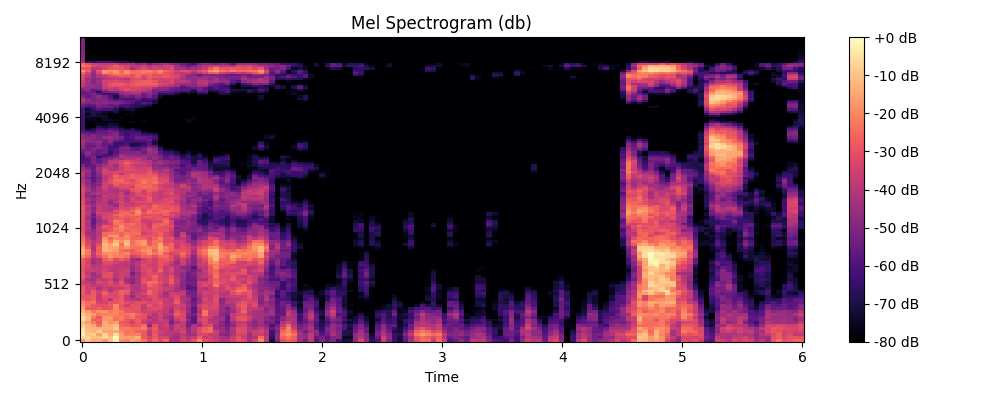 Mel Spectrogram (db)
Hz
8192
4096
2048
1024
512
0
0 1 2 3 4 5 6
Time
+0 dB
-10 dB
-20 dB
-30 dB
-40 dB
-50 dB
-60 dB
-70 dB
-80 dB